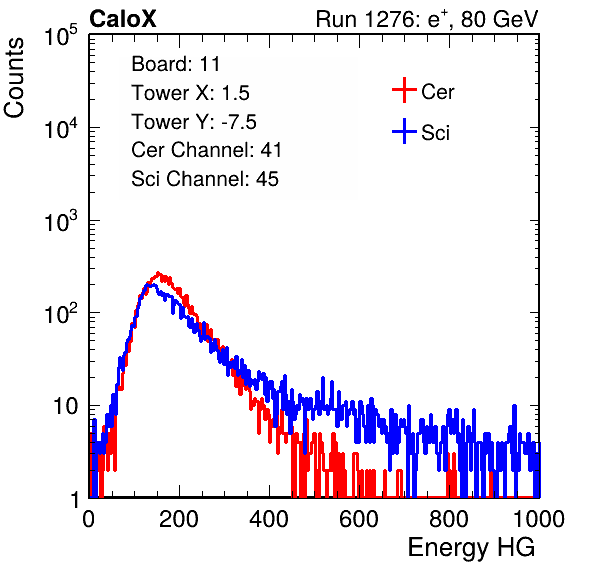 CaloX Run 1276: e⁺, 80 GeV
Counts
10⁵
10⁴
10³
10²
10
1
Board: 11
Tower X: 1.5
Tower Y: -7.5
Cer Channel: 41
Sci Channel: 45
Cer
Sci
0 200 400 600 800 1000
Energy HG